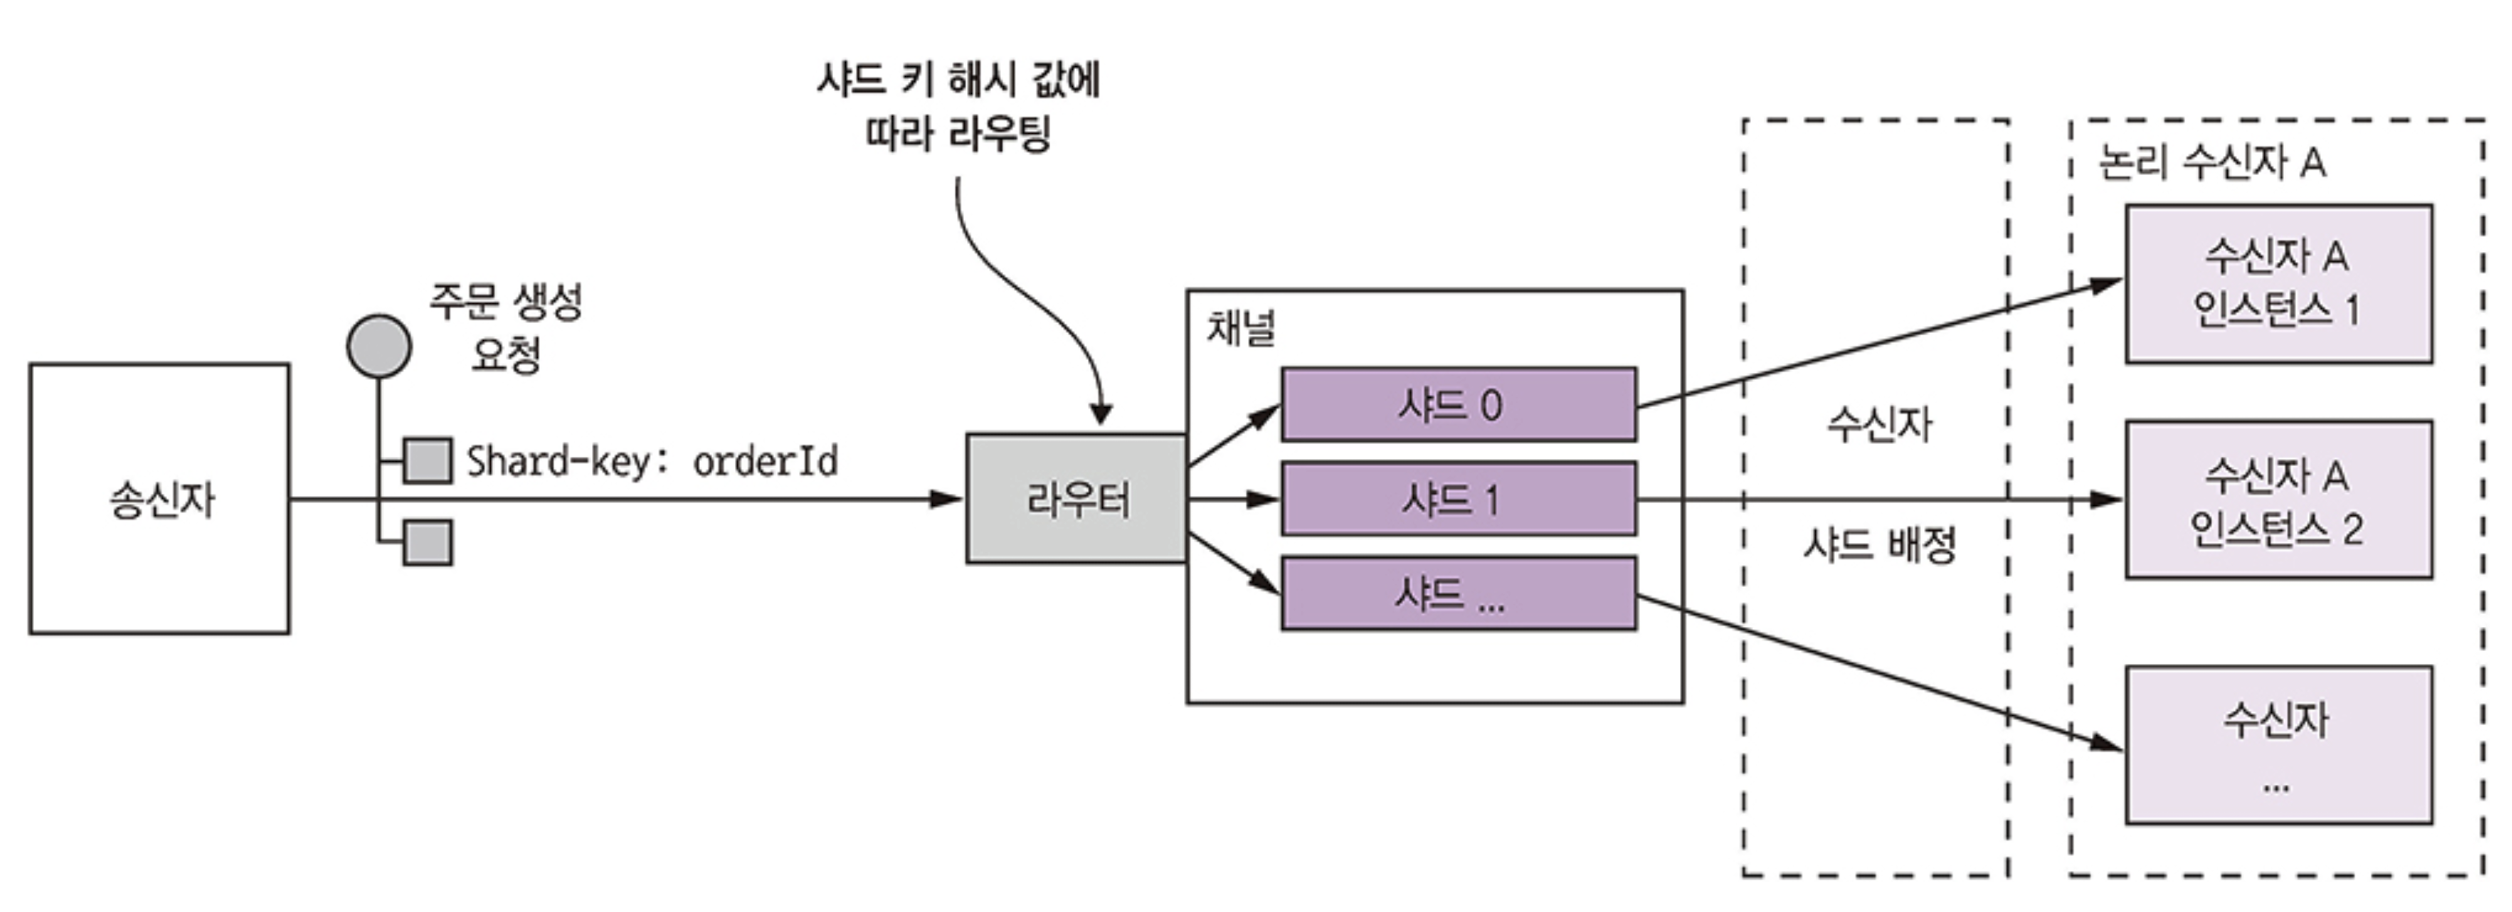 샤드 키 해시 값에
따라 라우팅
주문 생성
요청
송신자
Shard-key: orderId
라우터
채널
샤드 0
샤드 1
샤드 ...
수신자
샤드 배정
논리 수신자 A
수신자 A
인스턴스 1
수신자 A
인스턴스 2
수신자
...